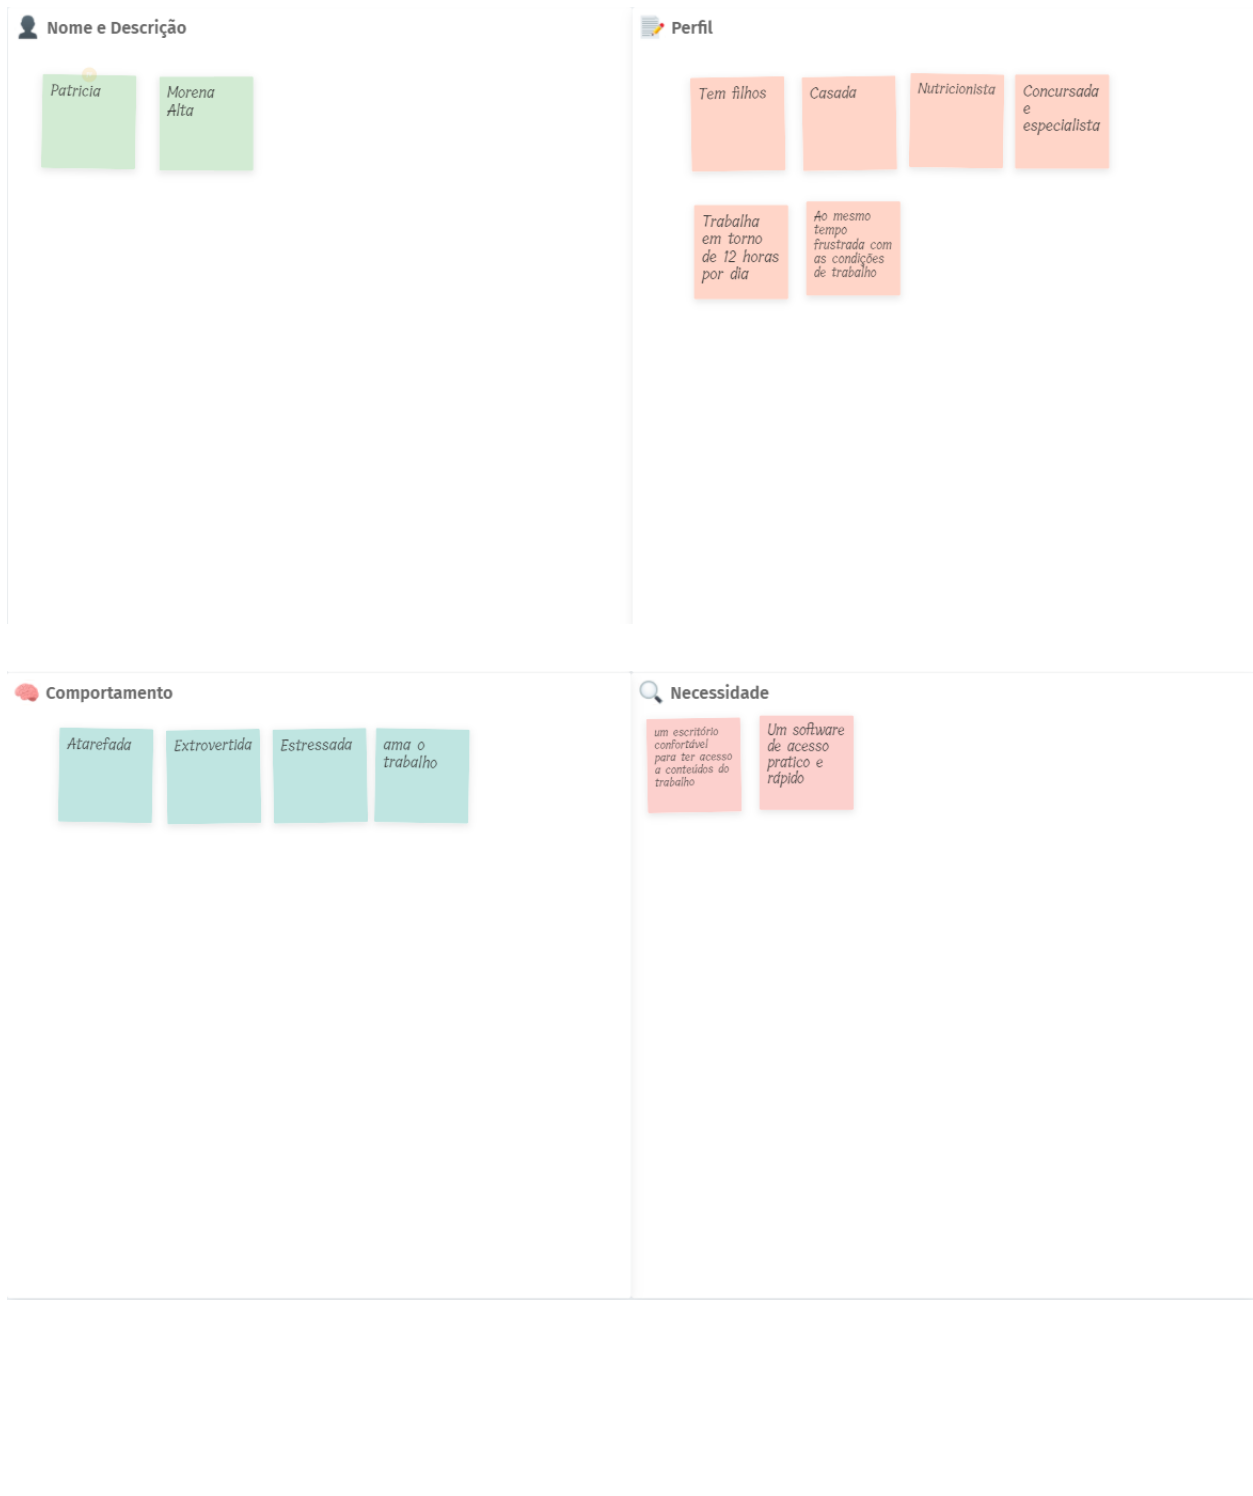 Nome e Descrição
Perfil
Patricia
Morena
Alta
Tem filhos
Casada
Nutricionista
Concursada
e
especialista
Trabalha
em torno
de 12 horas
por dia
Ao mesmo
tempo
frustrada com
as condições
de trabalho
Comportamento
Necessidade
Atarefada
Extrovertida
Estressada
ama o
trabalho
um escritório
confortável
para ter acesso
a conteúdos do
trabalho
Um software
de acesso
pratico e
rápido